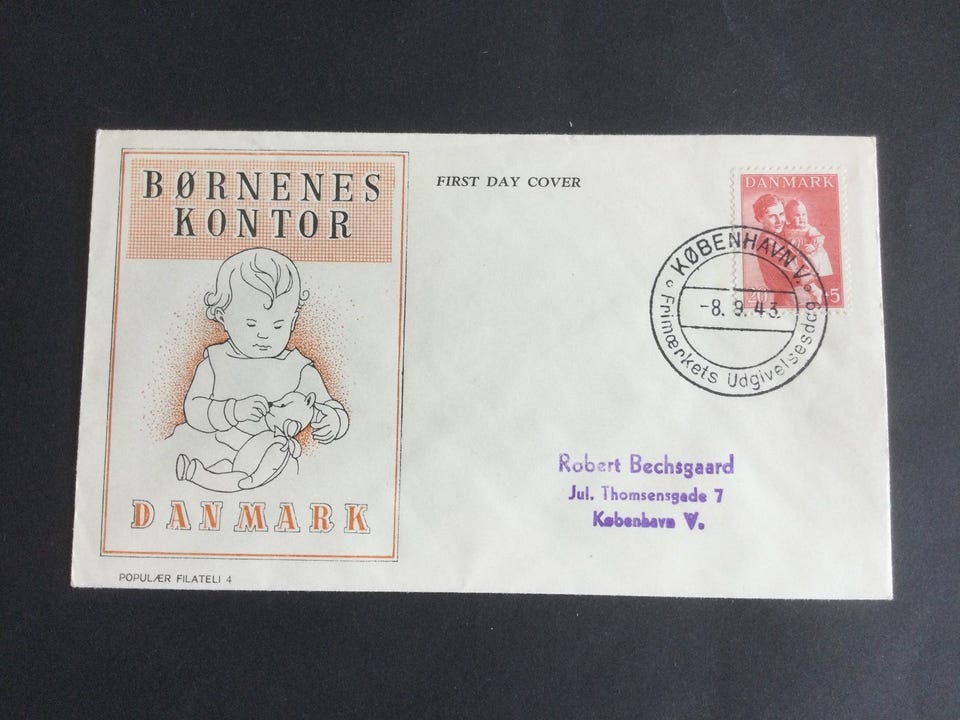 BØRNENES
KONTOR
DANMARK
POPULÆR FILATELI 4
FIRST DAY COVER
DANMARK
20 +5
KØBENHAVN V.
-8. 9. 43.
Frimærkets Udgivelsesdag
Robert Bechsgaard
Jul. Thomsensgade 7
København V.